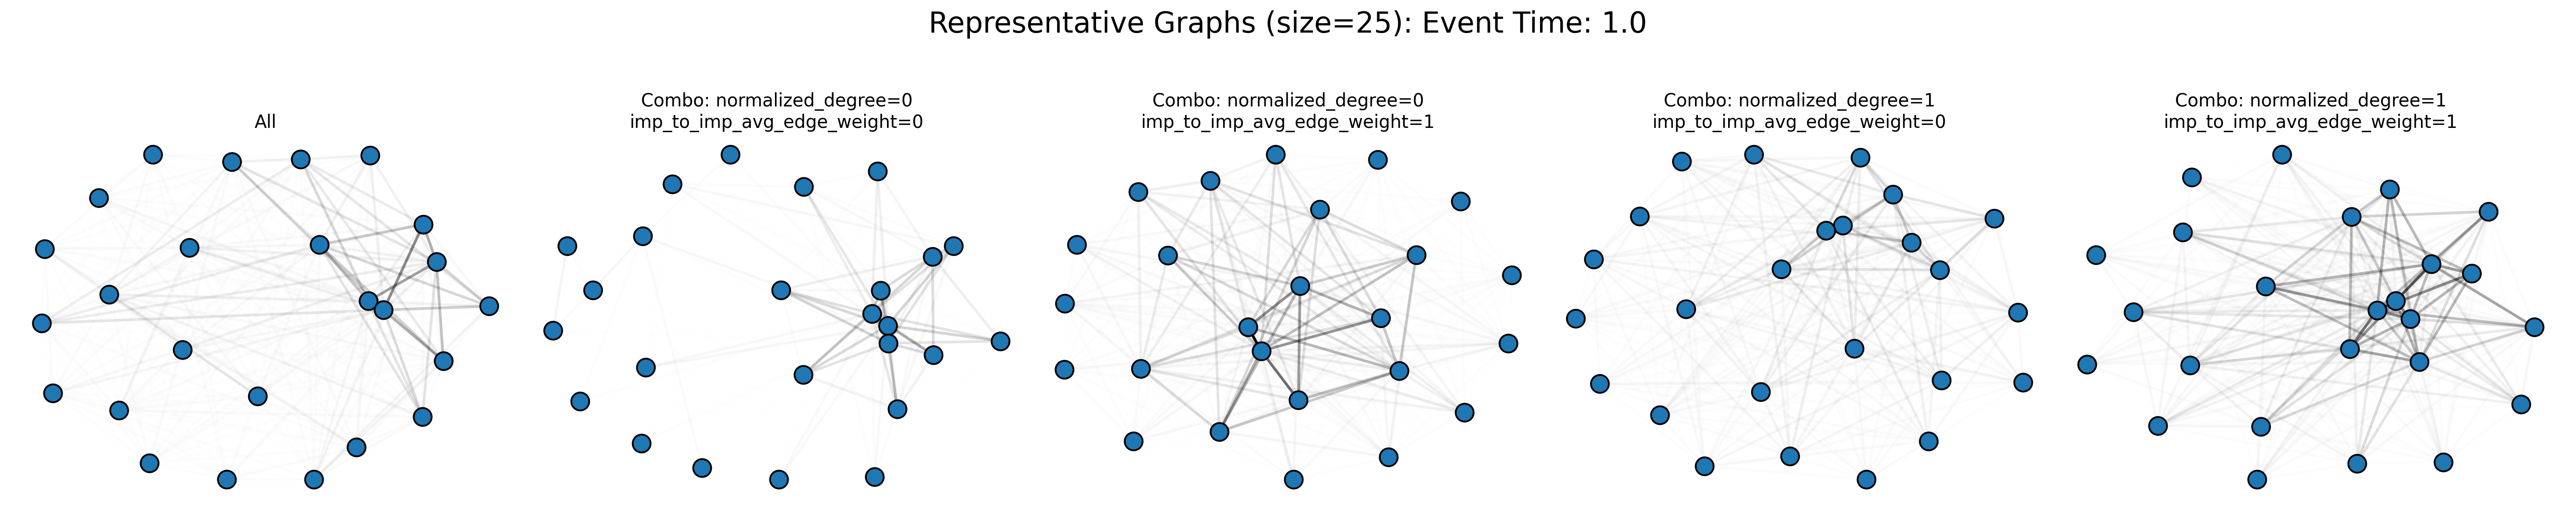 Representative Graphs (size=25): Event Time: 1.0
All
Combo: normalized_degree=0
imp_to_imp_avg_edge_weight=0
Combo: normalized_degree=0
imp_to_imp_avg_edge_weight=1
Combo: normalized_degree=1
imp_to_imp_avg_edge_weight=0
Combo: normalized_degree=1
imp_to_imp_avg_edge_weight=1